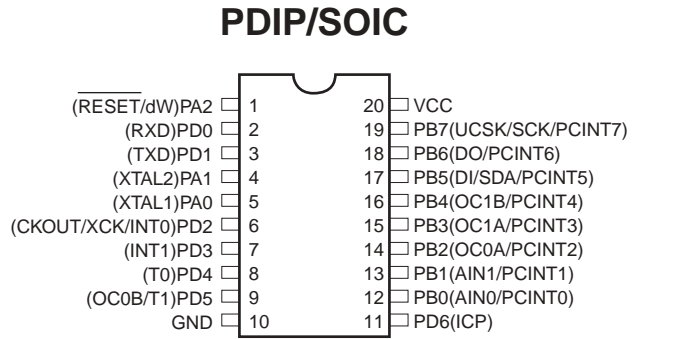 PDIP/SOIC
(RESET/dW)PA2 1 20 VCC
(RXD)PD0 2 19 PB7(UCSK/SCK/PCINT7)
(TXD)PD1 3 18 PB6(DO/PCINT6)
(XTAL2)PA1 4 17 PB5(DI/SDA/PCINT5)
(XTAL1)PA0 5 16 PB4(OC1B/PCINT4)
(CKOUT/XCK/INT0)PD2 6 15 PB3(OC1A/PCINT3)
(INT1)PD3 7 14 PB2(OC0A/PCINT2)
(T0)PD4 8 13 PB1(AIN1/PCINT1)
(OC0B/T1)PD5 9 12 PB0(AIN0/PCINT0)
GND 10 11 PD6(ICP)